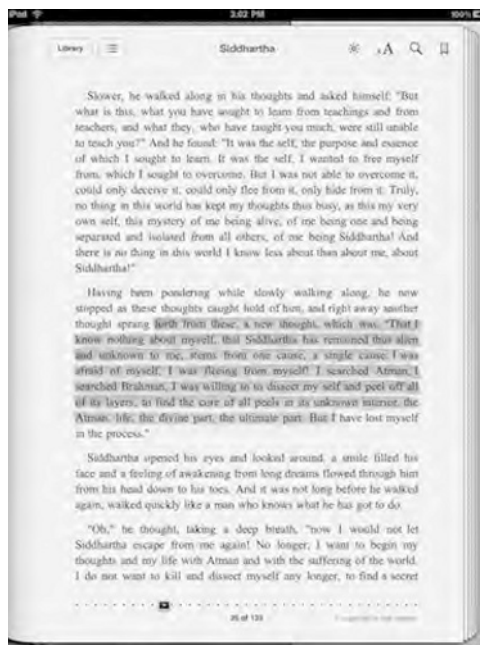 iPod 3:02 PM 100%
Library Siddhartha A
Slower, he walked along in his thoughts and asked himself: "But
what is this, what you have sought to learn from teachings and from
teachers, and what they, who have taught you much, were still unable
to teach you?" And he found: "It was the self, the purpose and essence
of which I sought to learn. It was the self, I wanted to free myself
from, which I sought to overcome. But I was not able to overcome it,
could only deceive it, could only flee from it, only hide from it. Truly,
no thing in this world has kept my thoughts thus busy, as this my very
own self, this mystery of me being alive, of me being one and being
separated and isolated from all others, of me being Siddhartha! And
there is no thing in this world I know less about than about me, about
Siddhartha!"
Having been pondering while slowly walking along, he now
stopped as these thoughts caught hold of him, and right away another
thought sprang forth from these, a new thought, which was: "That I
know nothing about myself, that Siddhartha has remained thus alien
and unknown to me, stems from one cause, a single cause: I was
afraid of myself, I was fleeing from myself! I searched Atman, I
searched Brahman, I was willing to to dissect my self and peel off all
of its layers, to find the core of all peels in its unknown interior, the
Atman, life, the divine part, the ultimate part. But I have lost myself
in the process."
Siddhartha opened his eyes and looked around, a smile filled his
face and a feeling of awakening from long dreams flowed through him
from his head down to his toes. And it was not long before he walked
again, walked quickly like a man who knows what he has got to do.
"Oh," he thought, taking a deep breath, "now I would not let
Siddhartha escape from me again! No longer, I want to begin my
thoughts and my life with Atman and with the suffering of the world.
I do not want to kill and dissect myself any longer, to find a secret